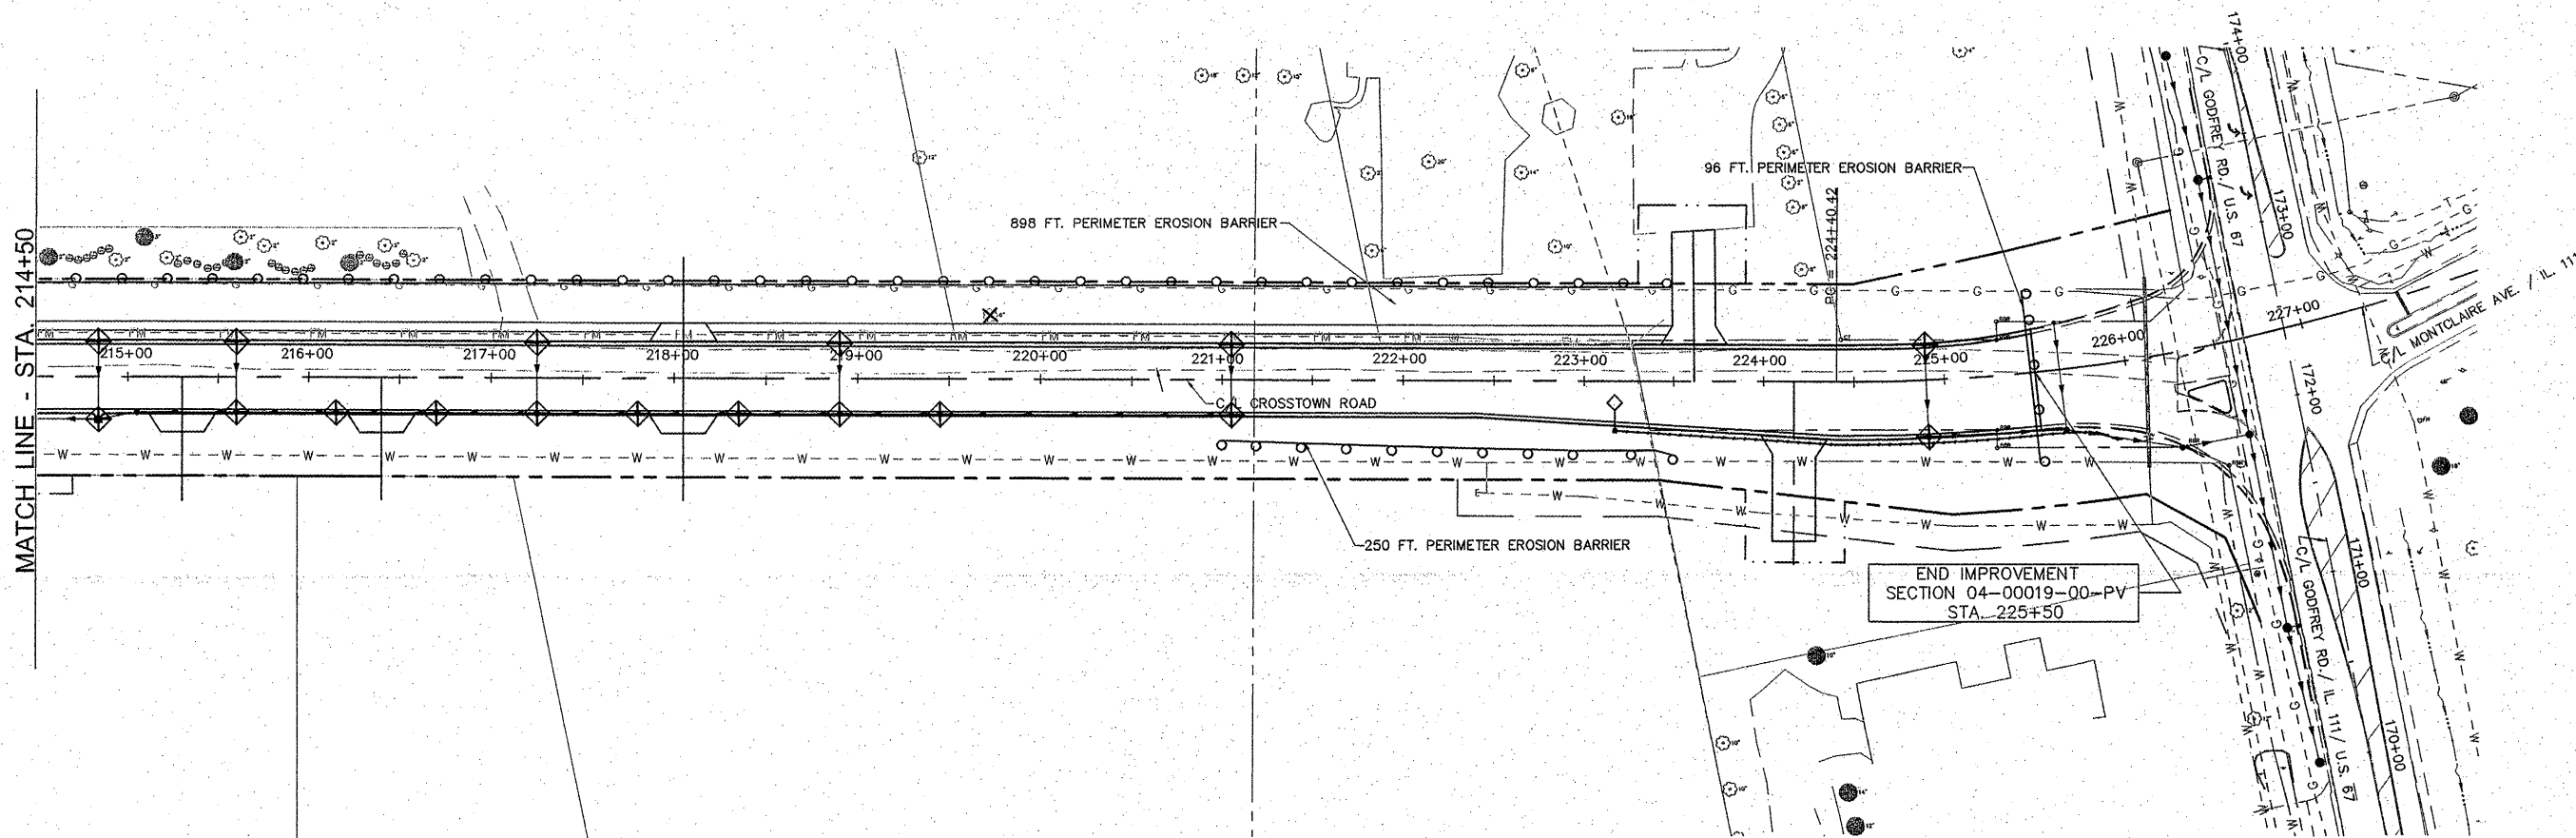 MATCH LINE - STA. 214+50
898 FT. PERIMETER EROSION BARRIER
96 FT. PERIMETER EROSION BARRIER
PC = 224+40.42
215+00
216+00
217+00
218+00
219+00
220+00
221+00
222+00
223+00
224+00
225+00
226+00
227+00
C/L CROSSTOWN ROAD
250 FT. PERIMETER EROSION BARRIER
END IMPROVEMENT
SECTION 04-00019-00-PV
STA. 225+50
C/L GODFREY RD./ U.S. 67
174+00
173+00
172+00
171+00
170+00
C/L MONTCLAIRE AVE. / IL 111
C/L GODFREY RD./ IL 111/ U.S. 67